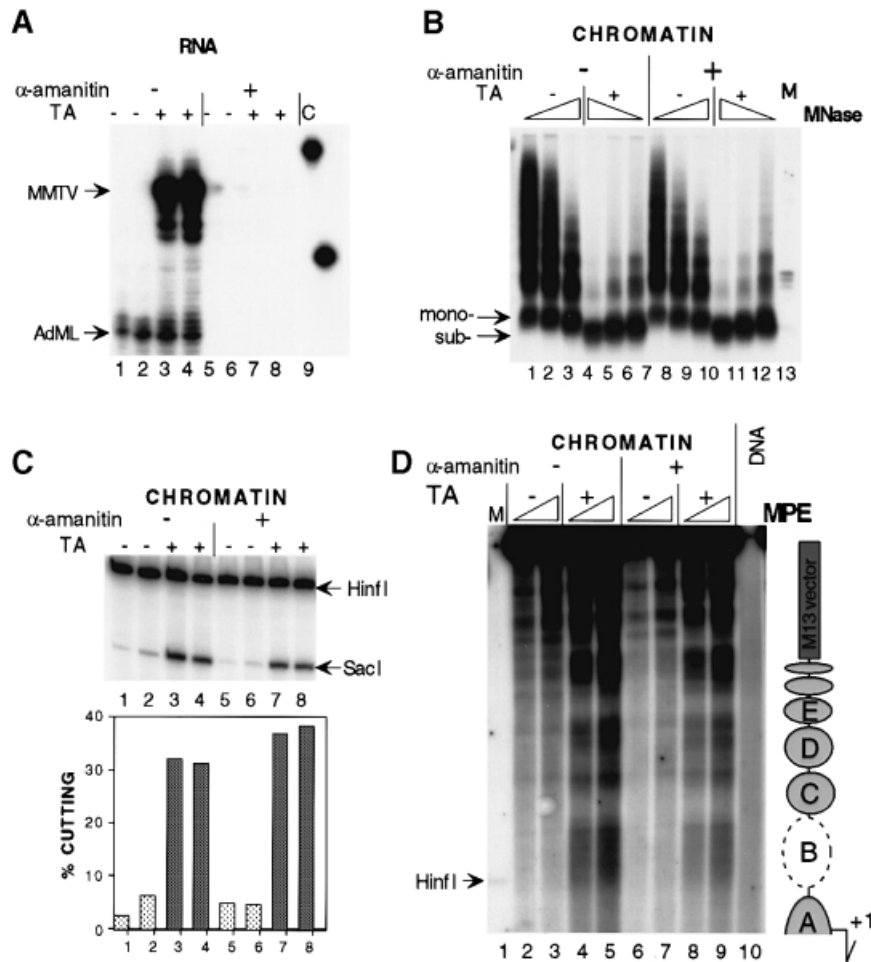 A
RNA
α-amanitin - +
TA - - + + - - + + C
MMTV
AdML
1 2 3 4 5 6 7 8 9
B
CHROMATIN
α-amanitin - +
TA - + - + M
MNase
mono-
sub-
1 2 3 4 5 6 7 8 9 10 11 12 13
C
CHROMATIN
α-amanitin - +
TA - - + + - - + +
HinfI
SacI
1 2 3 4 5 6 7 8
% CUTTING
40
30
20
10
0
1 2 3 4 5 6 7 8
D
CHROMATIN
DNA
α-amanitin - +
TA - + - +
M
MPE
HinfI
1 2 3 4 5 6 7 8 9 10
M13 vector
E
D
C
B
A
+1